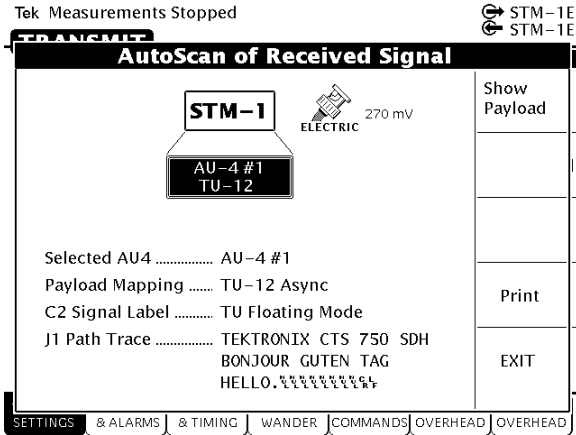 Tek Measurements Stopped
STM-1E
STM-1E
TRANSMIT
AutoScan of Received Signal
STM-1
ELECTRIC
270 mV
AU-4 #1
TU-12
Selected AU4 ............... AU-4 #1
Payload Mapping ...... TU-12 Async
C2 Signal Label .......... TU Floating Mode
J1 Path Trace ............... TEKTRONIX CTS 750 SDH
BONJOUR GUTEN TAG
HELLO.
Show
Payload
Print
EXIT
SETTINGS & ALARMS & TIMING WANDER COMMANDS OVERHEAD OVERHEAD